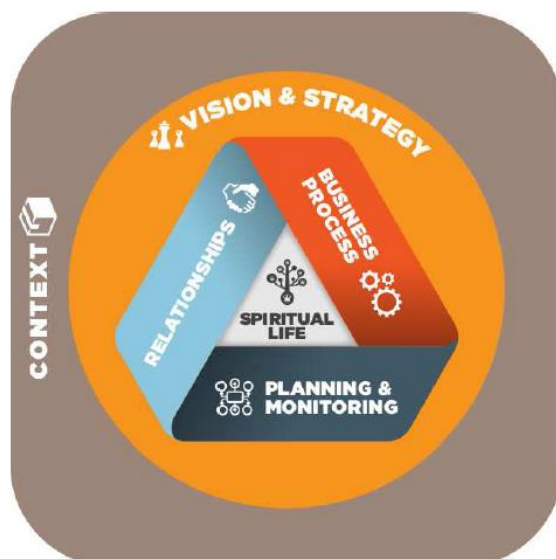 VISION & STRATEGY
CONTEXT
RELATIONSHIPS
BUSINESS
PROCESS
SPIRITUAL
LIFE
PLANNING &
MONITORING